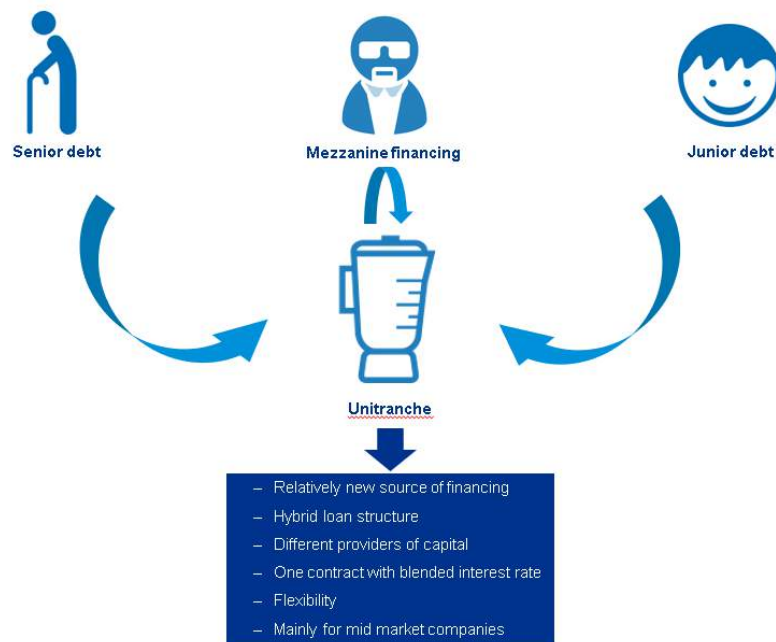 Senior debt
Mezzanine financing
Junior debt
Unitranche
– Relatively new source of financing
– Hybrid loan structure
– Different providers of capital
– One contract with blended interest rate
– Flexibility
– Mainly for mid market companies